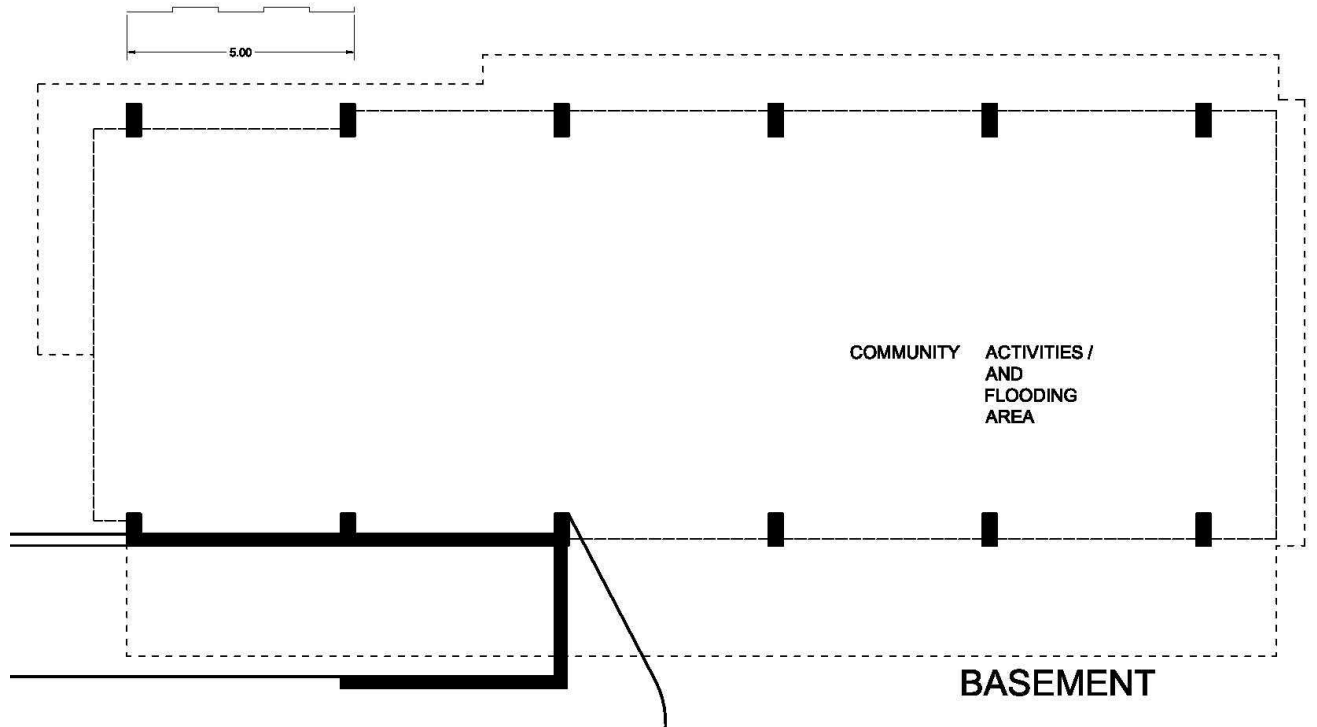 5.00
COMMUNITY ACTIVITIES /
AND
FLOODING
AREA
BASEMENT